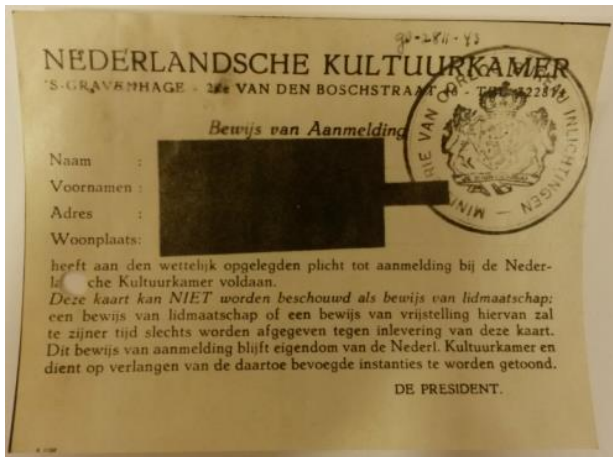 NEDERLANDSCHE KULTUURKAMER
'S-GRAVENHAGE - 2de VAN DEN BOSCHSTRAAT
Bewijs van Aanmelding
Naam :
Voornamen :
Adres :
Woonplaats:
MINISTERIE VAN INLICHTINGEN
heeft aan den wettelijk opgelegden plicht tot aanmelding bij de Neder-
che Kultuurkamer voldaan.
Deze kaart kan NIET worden beschouwd als bewijs van lidmaatschap;
een bewijs van lidmaatschap of een bewijs van vrijstelling hiervan zal
te zijner tijd slechts worden afgegeven tegen inlevering van deze kaart.
Dit bewijs van aanmelding blijft eigendom van de Nederl. Kultuurkamer en
dient op verlangen van de daartoe bevoegde instanties te worden getoond.
DE PRESIDENT.